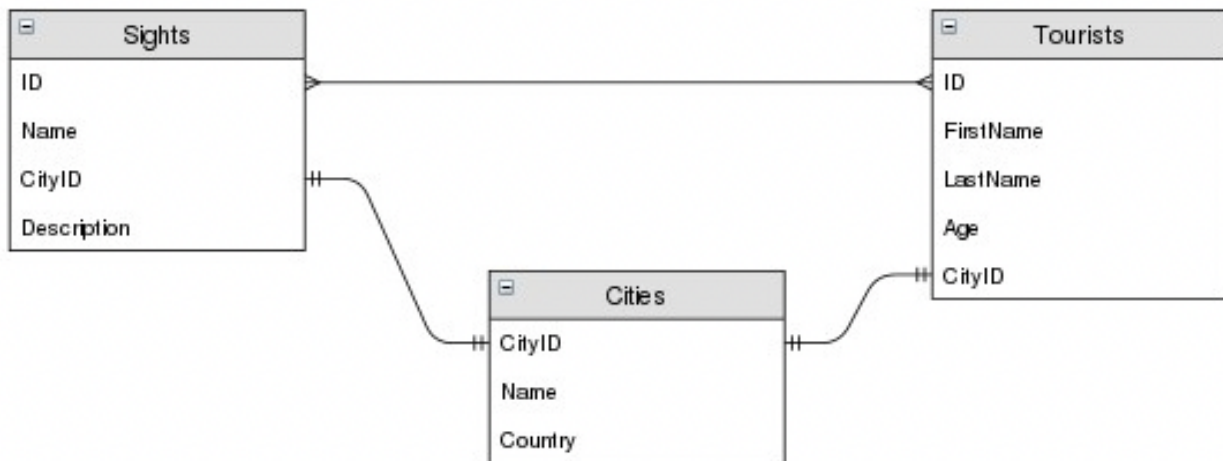 Sights
ID
Name
CityID
Description
Tourists
ID
FirstName
LastName
Age
CityID
Cities
CityID
Name
Country